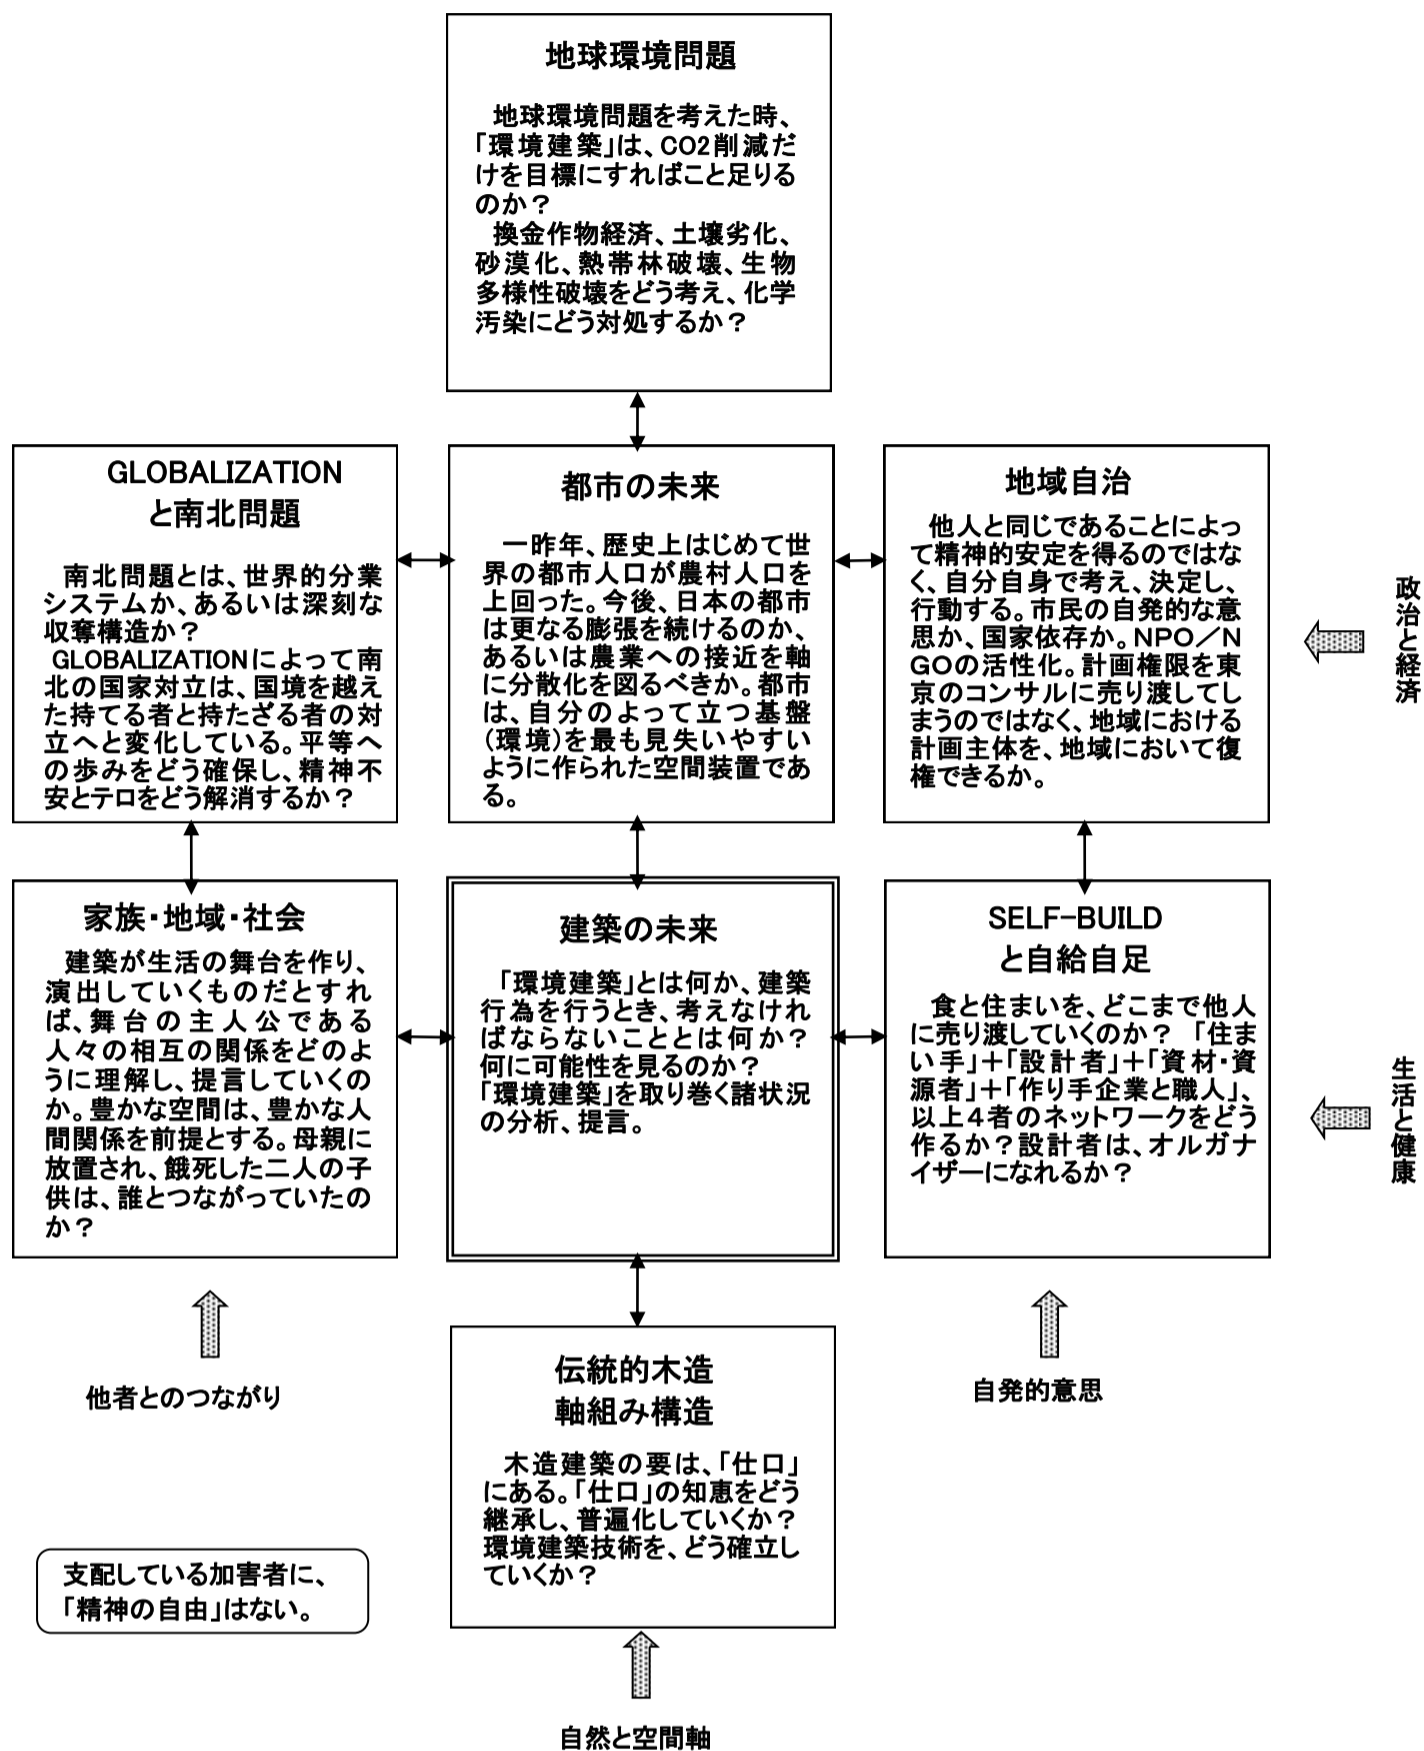 地球環境問題
地球環境問題を考えた時、
「環境建築」は、CO2削減だ
けを目標にすればこと足りる
のか？
換金作物経済、土壌劣化、
砂漠化、熱帯林破壊、生物
多様性破壊をどう考え、化学
汚染にどう対処するか？
GLOBALIZATION
と南北問題
南北問題とは、世界的分業
システムか、あるいは深刻な
収奪構造か？
GLOBALIZATIONによって南
北の国家対立は、国境を越え
た持てる者と持たざる者の対
立へと変化している。平等へ
の歩みをどう確保し、精神不
安とテロをどう解消するか？
都市の未来
一昨年、歴史上はじめて世
界の都市人口が農村人口を
上回った。今後、日本の都市
は更なる膨張を続けるのか、
あるいは農業への接近を軸
に分散化を図るべきか。都市
は、自分のよって立つ基盤
（環境）を最も見失いやすい
ように作られた空間装置であ
る。
地域自治
他人と同じであることによっ
て精神的安定を得るのではな
く、自分自身で考え、決定し、
行動する。市民の自発的な意
思か、国家依存か。NPO／N
GOの活性化。計画権限を東
京のコンサルに売り渡してし
まうのではなく、地域における
計画主体を、地域において復
権できるか。
政治と経済
家族・地域・社会
建築が生活の舞台を作り、
演出していくものだとすれ
ば、舞台の主人公である
人々の相互の関係をどのよ
うに理解し、提言していくの
か。豊かな空間は、豊かな人
間関係を前提とする。母親に
放置され、餓死した二人の子
供は、誰とつながっていたの
か？
建築の未来
「環境建築」とは何か、建築
行為を行うとき、考えなけれ
ばならないこととは何か？
何に可能性を見るのか？
「環境建築」を取り巻く諸状況
の分析、提言。
SELF-BUILD
と自給自足
食と住まいを、どこまで他人
に売り渡していくのか？ 「住ま
い手」＋「設計者」＋「資材・資
源者」＋「作り手企業と職人」、
以上４者のネットワークをどう
作るか？設計者は、オルガナ
イザーになれるか？
生活と健康
他者とのつながり
自発的意思
伝統的木造
軸組み構造
木造建築の要は、「仕口」
にある。「仕口」の知恵をどう
継承し、普遍化していくか？
環境建築技術を、どう確立し
ていくか？
支配している加害者に、
「精神の自由」はない。
自然と空間軸